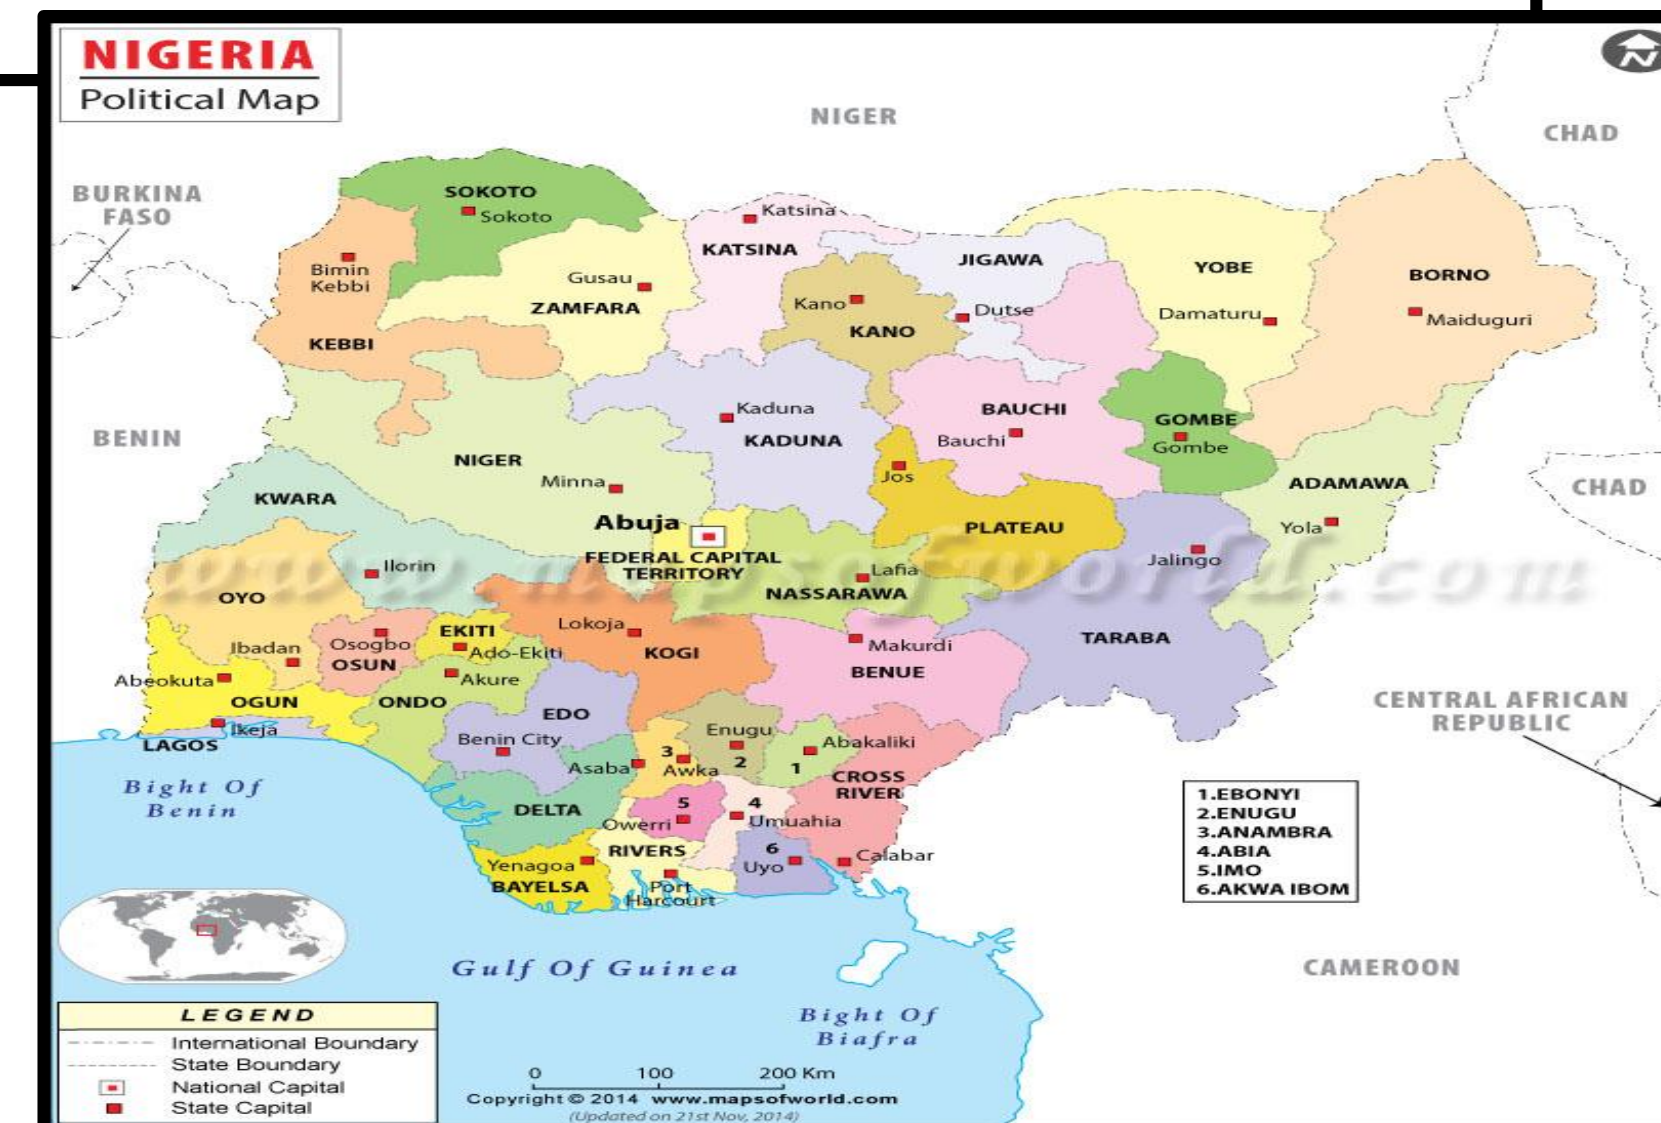 NIGERIA
Political Map
N
NIGER
CHAD
BURKINA
FASO
SOKOTO
Sokoto
Katsina
KATSINA
JIGAWA
YOBE
BORNO
Bimin
Kebbi
Gusau
ZAMFARA
Kano
KANO
Dutse
Damaturu
Maiduguri
KEBBI
BENIN
Kaduna
KADUNA
BAUCHI
Bauchi
GOMBE
Gombe
NIGER
Minna
Jos
ADAMAWA
CHAD
KWARA
Abuja
PLATEAU
Yola
FEDERAL CAPITAL
TERRITORY
Jalingo
www.mapsofworld.com
Ilorin
Lafia
NASSARAWA
OYO
Lokoja
EKITI
Ado-Ekiti
Osogbo
OSUN
Ibadan
KOGI
Makurdi
BENUE
TARABA
Abeokuta
Akure
OGUN
ONDO
EDO
CENTRAL AFRICAN
REPUBLIC
Ikeja
LAGOS
Benin City
Enugu
Abakaliki
3
2
1
Asaba
Awka
CROSS
RIVER
Bight Of
Benin
DELTA
5
4
Owerri
Umuahia
1.EBONYI
2.ENUGU
3.ANAMBRA
4.ABIA
5.IMO
6.AKWA IBOM
RIVERS
6
Uyo
Calabar
Yenagoa
BAYELSA
Port
Harcourt
Gulf Of Guinea
CAMEROON
Bight Of
Biafra
LEGEND
International Boundary
State Boundary
National Capital
State Capital
0 100 200 Km
Copyright © 2014 www.mapsofworld.com
(Updated on 21st Nov, 2014)